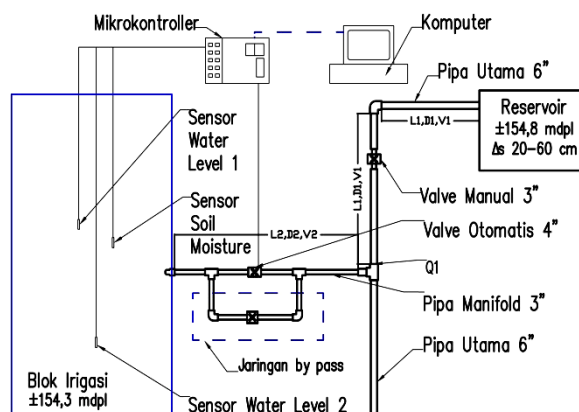 Mikrokontroller
Komputer
Pipa Utama 6"
Reservoir
±154,8 mdpl
Δs 20-60 cm
L1,D1,V1
Sensor
Water
Level 1
L1,D1,V1
Valve Manual 3"
Sensor
Soil
Moisture
L2,D2,V2
Valve Otomatis 4"
Q1
Pipa Manifold 3"
Jaringan by pass
Pipa Utama 6"
Blok Irigasi
±154,3 mdpl
Sensor Water Level 2